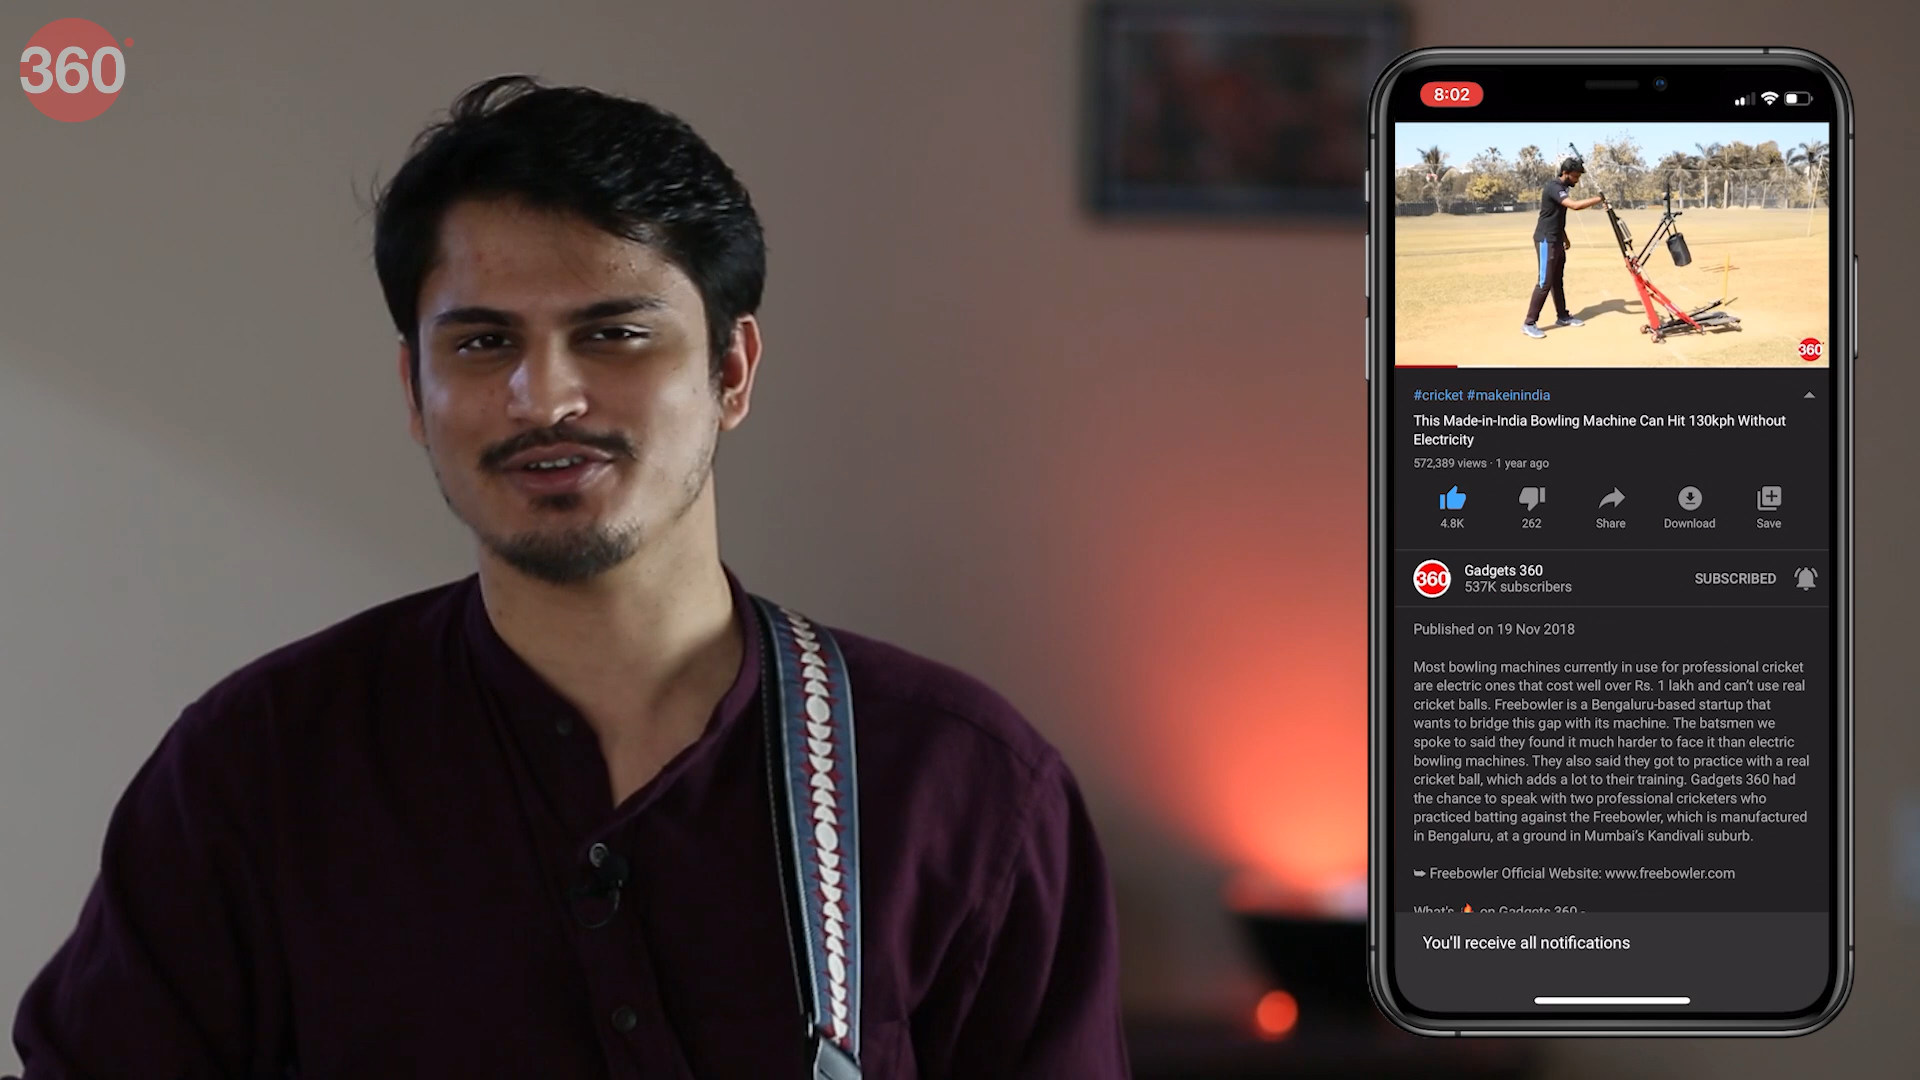 360
8:02
360
#cricket #makeinindia
This Made-in-India Bowling Machine Can Hit 130kph Without
Electricity
572,389 views · 1 year ago
4.8K
262
Share
Download
Save
360
Gadgets 360
537K subscribers
SUBSCRIBED
Published on 19 Nov 2018
Most bowling machines currently in use for professional cricket
are electric ones that cost well over Rs. 1 lakh and can't use real
cricket balls. Freebowler is a Bengaluru-based startup that
wants to bridge this gap with its machine. The batsmen we
spoke to said they found it much harder to face it than electric
bowling machines. They also said they got to practice with a real
cricket ball, which adds a lot to their training. Gadgets 360 had
the chance to speak with two professional cricketers who
practiced batting against the Freebowler, which is manufactured
in Bengaluru, at a ground in Mumbai's Kandivali suburb.
➥ Freebowler Official Website: www.freebowler.com
What's 🔥 on Gadgets 360 -
You'll receive all notifications